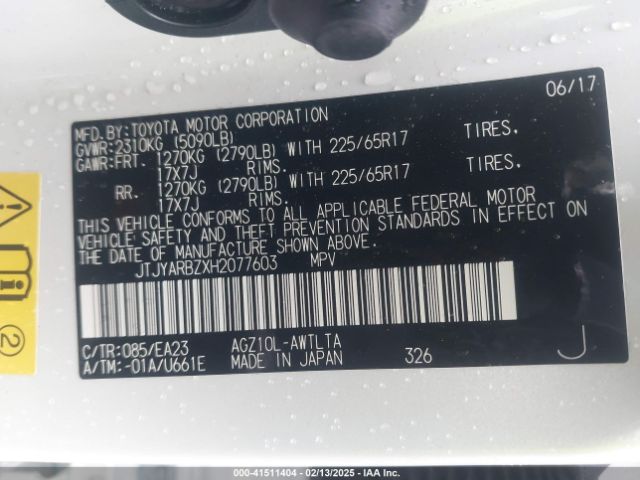 06/17
MFD.BY:TOYOTA MOTOR CORPORATION
GVWR:2310KG (5090LB)
GAWR:FRT. 1270KG (2790LB) WITH 225/65R17 TIRES.
17X7J RIMS.
RR. 1270KG (2790LB) WITH 225/65R17 TIRES.
17X7J RIMS.
THIS VEHICLE CONFORMS TO ALL APPLICABLE FEDERAL MOTOR
VEHICLE SAFETY AND THEFT PREVENTION STANDARDS IN EFFECT ON
THE DATE OF MANUFACTURE SHOWN ABOVE.
JTJYARBZXH2077603 MPV
C/TR:085/EA23 AGZ10L-AWTLTA
A/TM:-01A/U661E MADE IN JAPAN 326 J
2
000-41511404 - 02/13/2025 - IAA Inc.